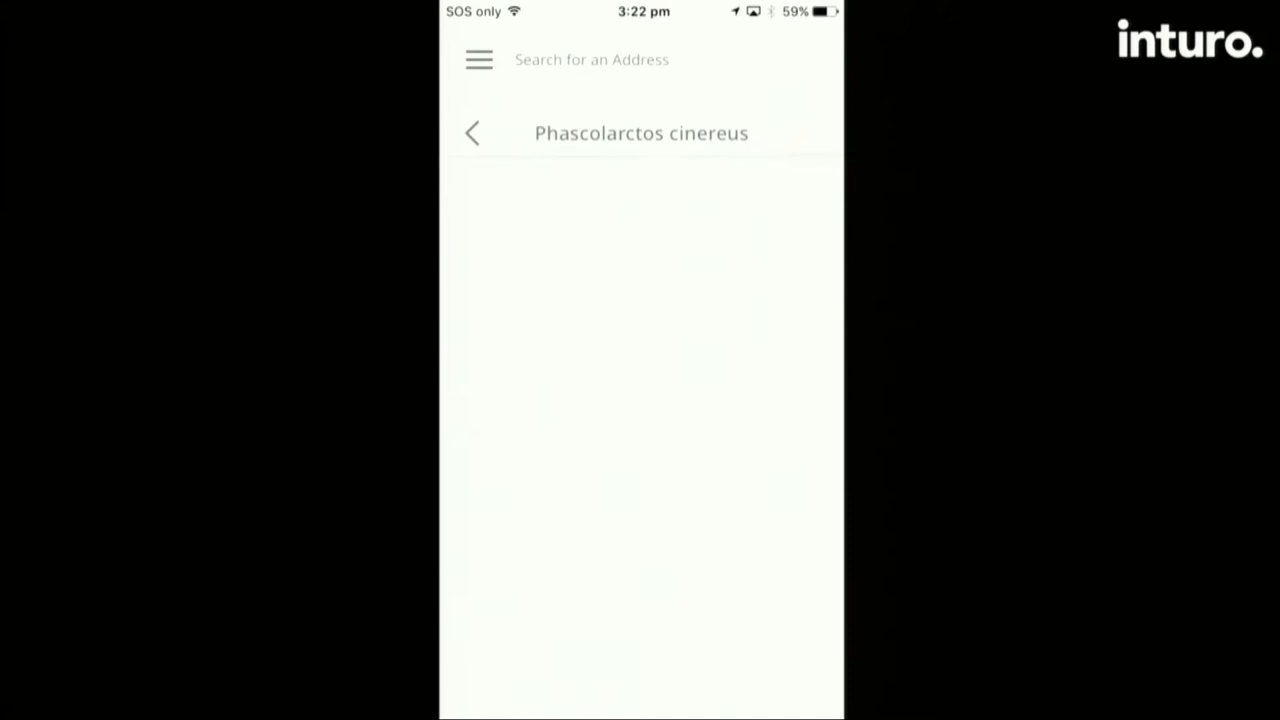 SOS only
3:22 pm
59%
inturo.
Search for an Address
Phascolarctos cinereus